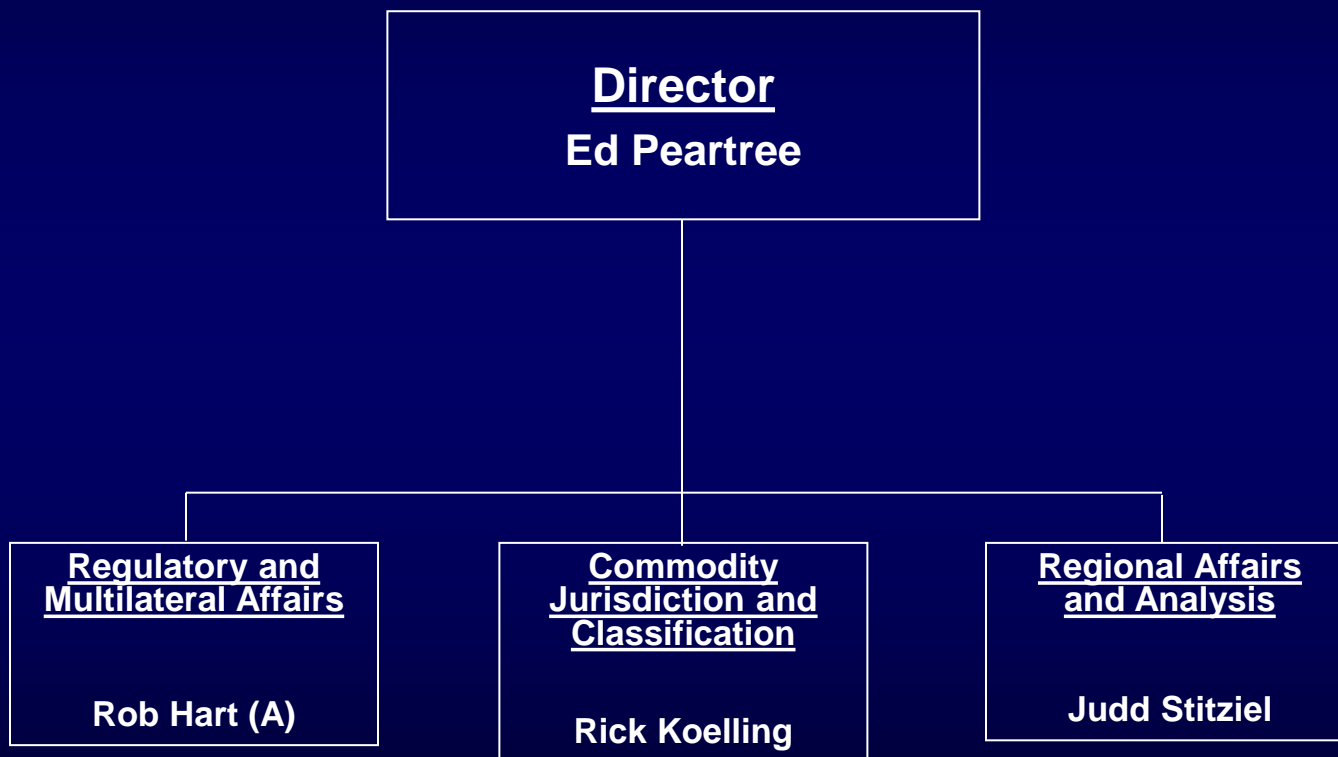 Director
Ed Peartree
Regulatory and
Multilateral Affairs
Rob Hart (A)
Commodity
Jurisdiction and
Classification
Rick Koelling
Regional Affairs
and Analysis
Judd Stitziel